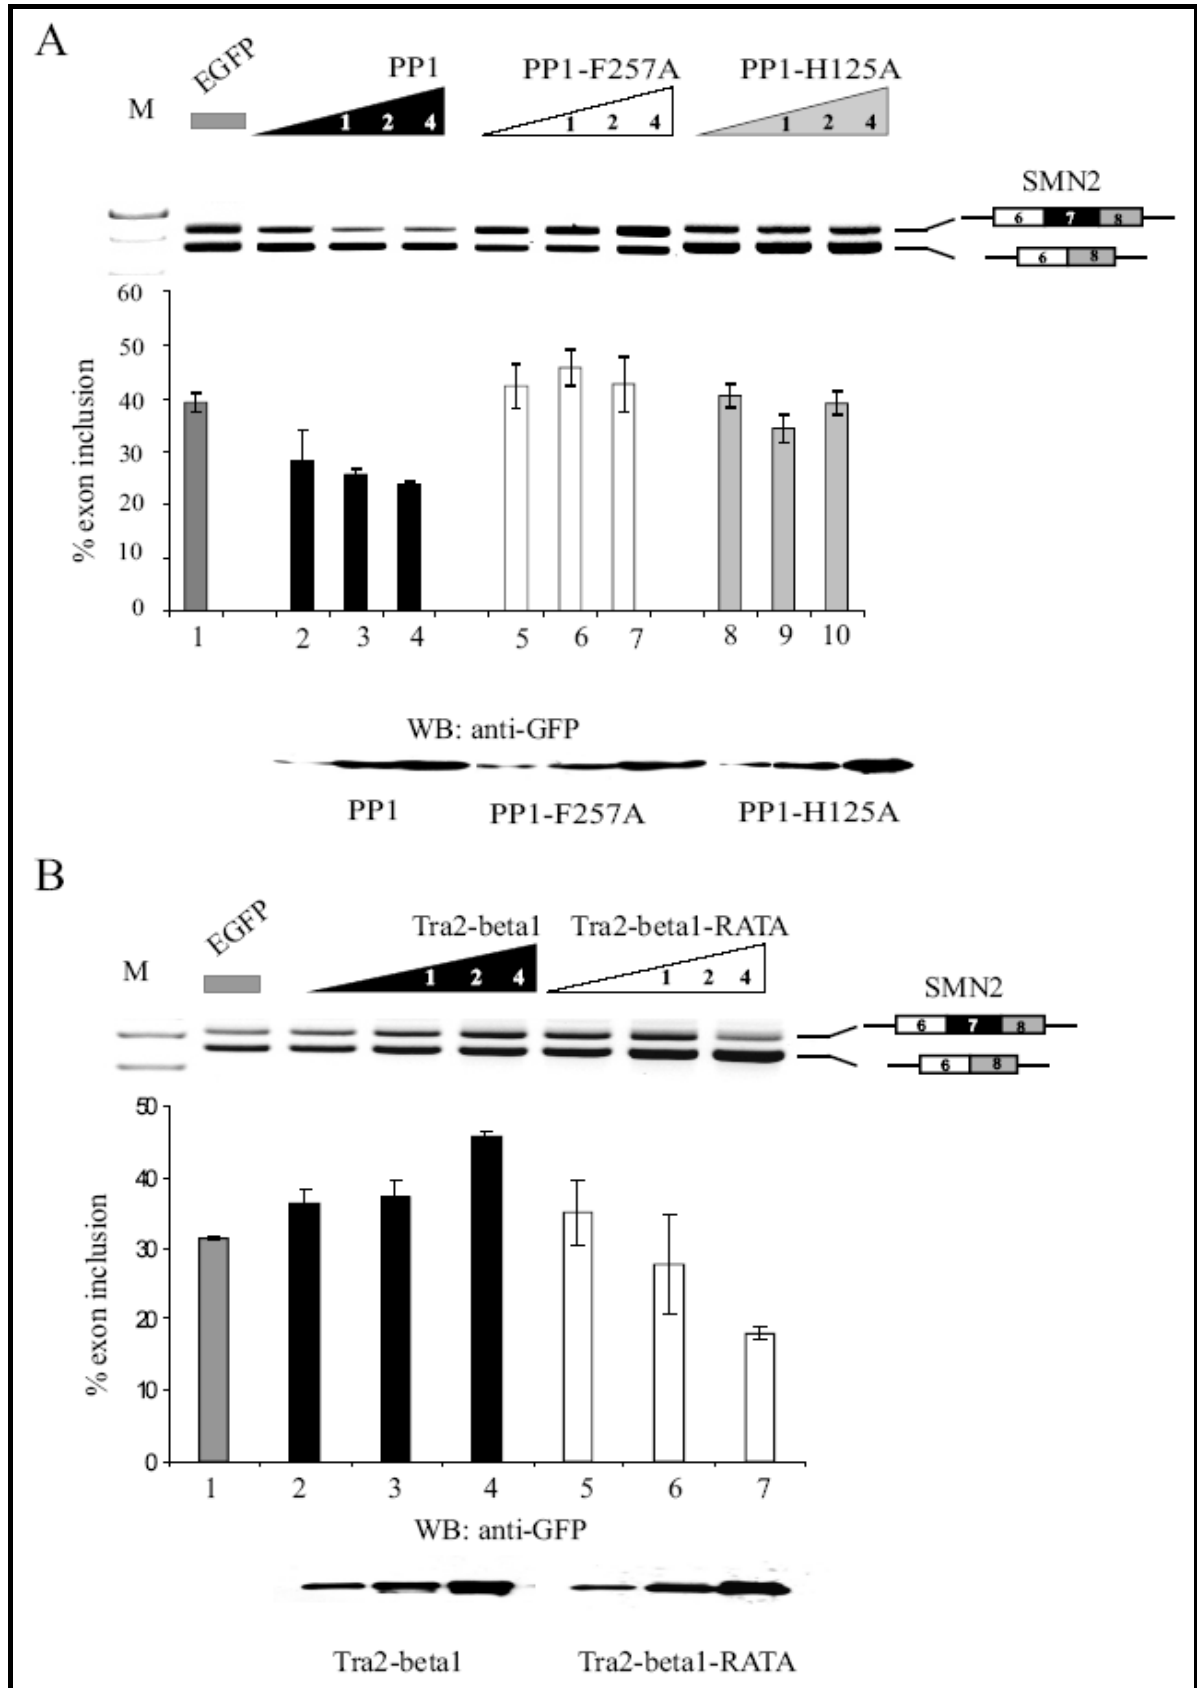 A
EGFP
PP1
PP1-F257A
PP1-H125A
M
1 2 4
1 2 4
1 2 4
SMN2
6 7 8
6 8
60
50
40
30
20
10
0
% exon inclusion
1 2 3 4 5 6 7 8 9 10
WB: anti-GFP
PP1 PP1-F257A PP1-H125A
B
EGFP
Tra2-beta1 Tra2-beta1-RATA
M
1 2 4
1 2 4
SMN2
6 7 8
6 8
50
40
30
20
10
0
% exon inclusion
1 2 3 4 5 6 7
WB: anti-GFP
Tra2-beta1 Tra2-beta1-RATA